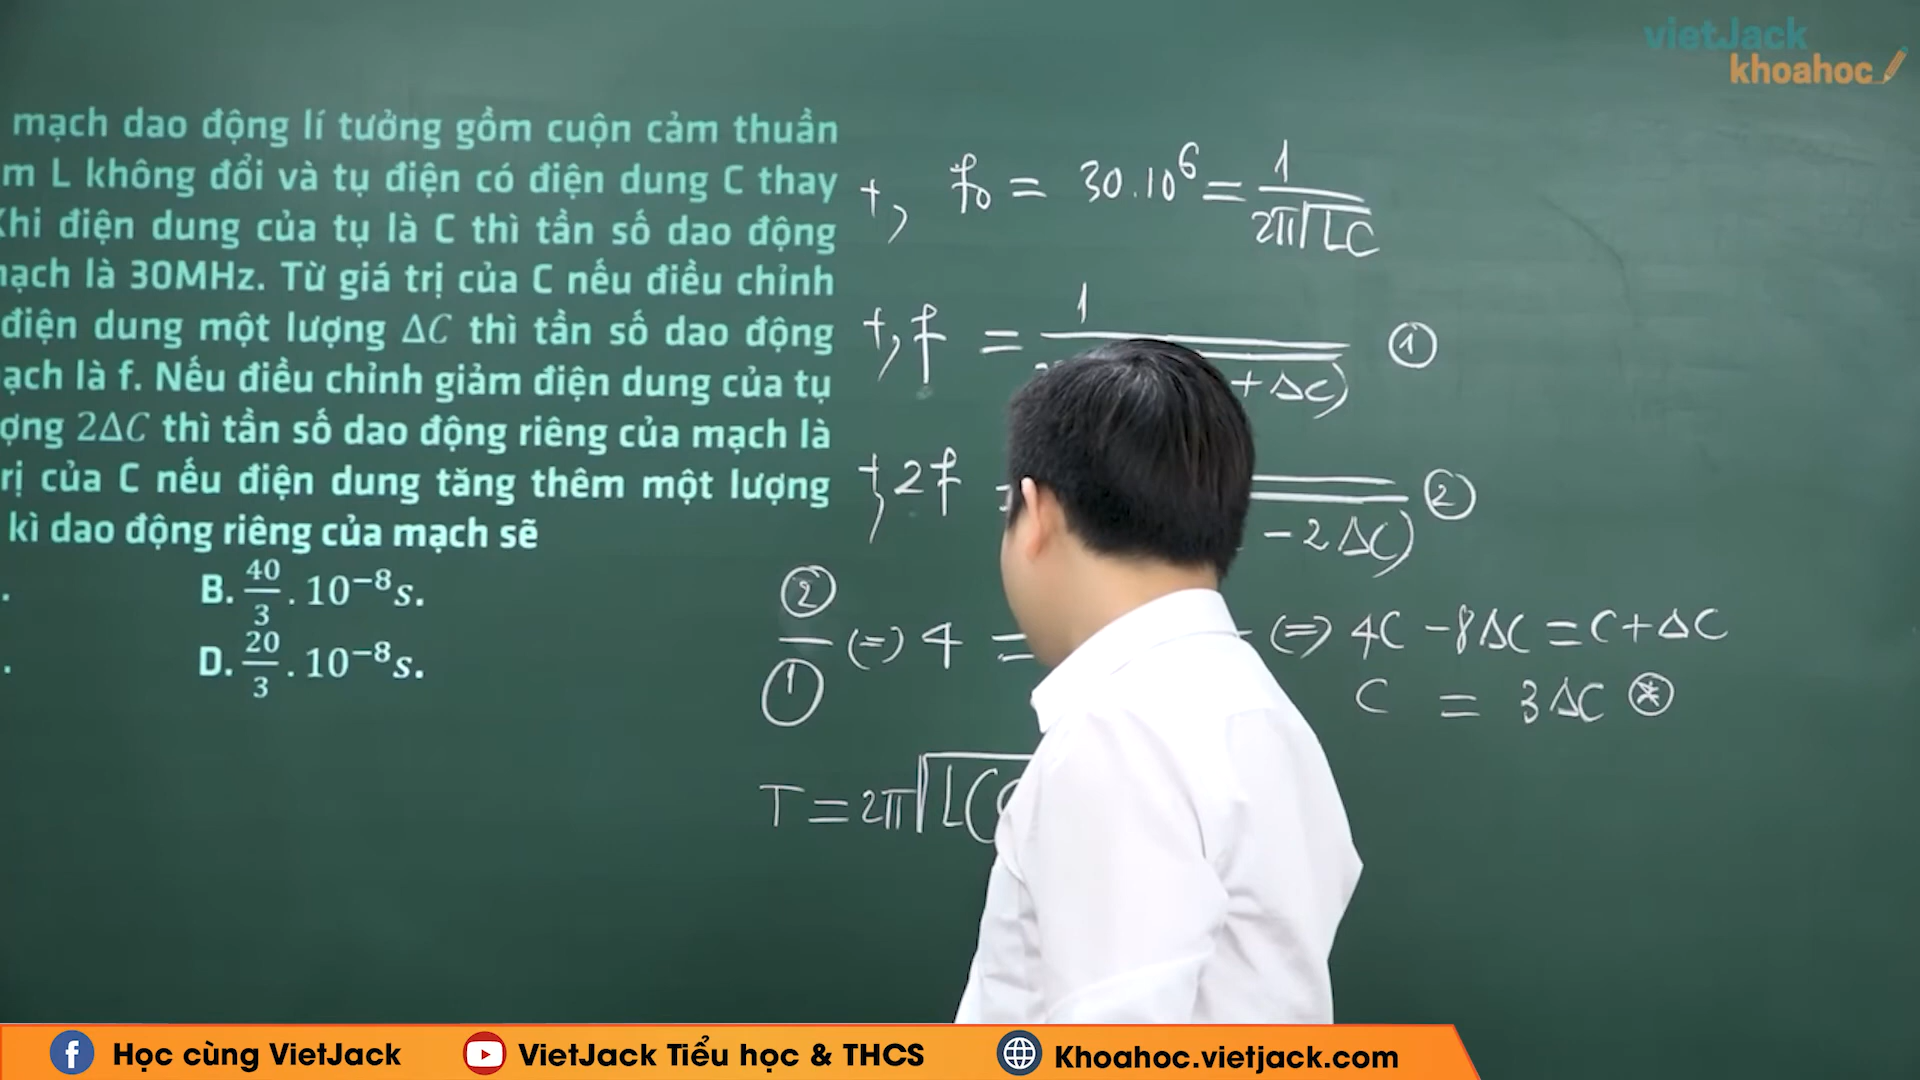 vietJack
khoahoc
mạch dao động lí tưởng gồm cuộn cảm thuần
m L không đổi và tụ điện có điện dung C thay
Khi điện dung của tụ là C thì tần số dao động
mạch là 30MHz. Từ giá trị của C nếu điều chỉnh
điện dung một lượng ΔC thì tần số dao động
ạch là f. Nếu điều chỉnh giảm điện dung của tụ
ợng 2ΔC thì tần số dao động riêng của mạch là
rị của C nếu điện dung tăng thêm một lượng
kì dao động riêng của mạch sẽ
. B. 40/3 . 10⁻⁸s.
. D. 20/3 . 10⁻⁸s.
+, f₀ = 30.10⁶ = 1/2π√LC
+, f = 1 + ΔC) ①
+, 2f = - 2ΔC) ②
②/① (=) 4 = (=) 4C - 8ΔC = C + ΔC
C = 3ΔC ⊛
T = 2π√L(C
Học cùng VietJack
VietJack Tiểu học & THCS
Khoahoc.vietjack.com